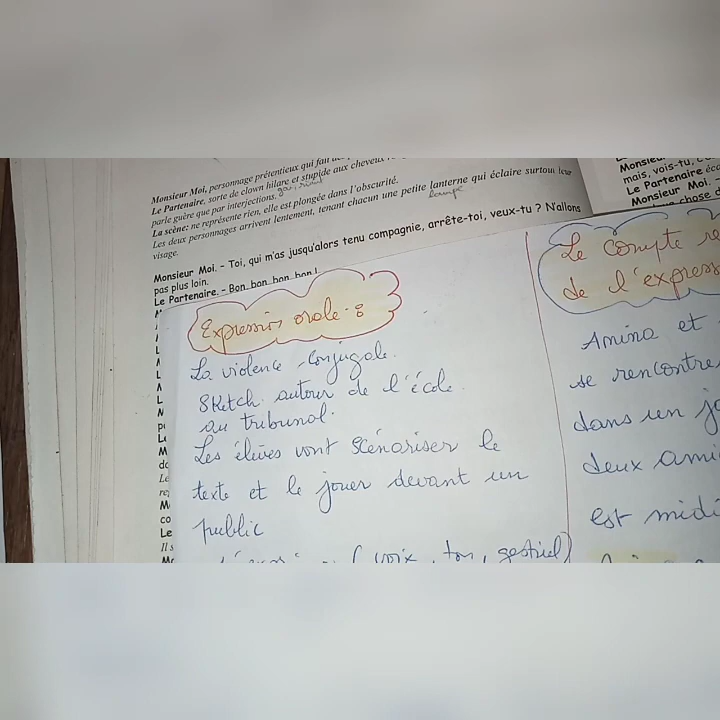 Monsieur Moi, personnage prétentieux qui fait
Le Partenaire, sorte de clown hilare et stupide aux cheveux
parle guère que par interjections.
La scène: ne représente rien, elle est plongée dans l'obscurité.
Les deux personnages arrivent lentement, tenant chacun une petite lanterne qui éclaire surtout leur
lampe
visage.
Monsieur Moi. - Toi, qui m'as jusqu'alors tenu compagnie, arrête-toi, veux-tu ? N'allons
pas plus loin.
Le Partenaire. - Bon, bon, bon, bon !
Expression orale :
La violence conjugale.
Sketch autour de l'école
au tribunal.
Les élèves vont scénariser le
texte et le jouer devant un
public
(voix, ton, gestuel)
mais, vois-tu,
Le Partenaire
Monsieur Moi. -
chose
Le compte
de l'express
Amina et
se rencontre
dans un
deux ami
est midi